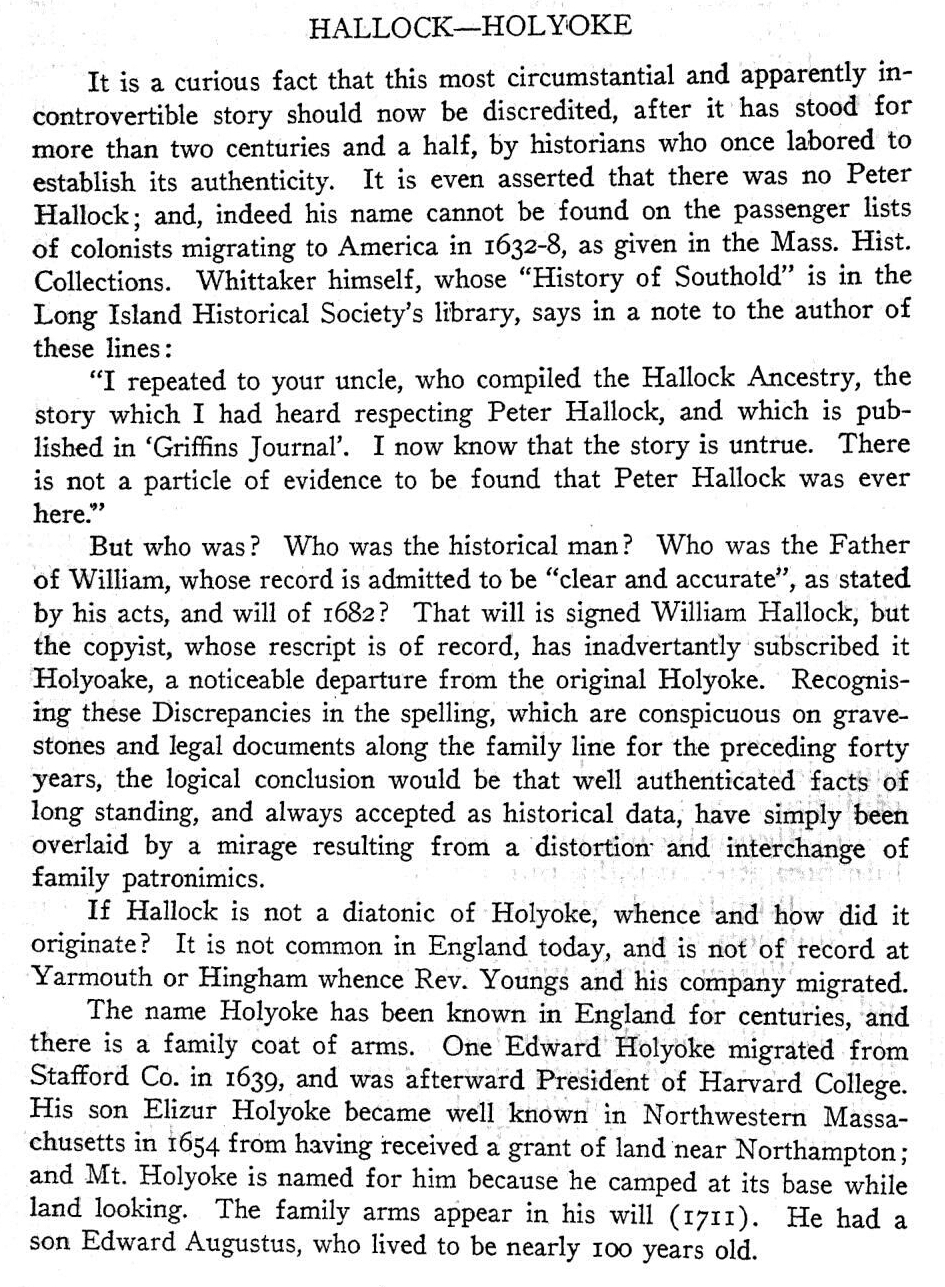 HALLOCK—HOLYOKE
It is a curious fact that this most circumstantial and apparently in-
controvertible story should now be discredited, after it has stood for
more than two centuries and a half, by historians who once labored to
establish its authenticity. It is even asserted that there was no Peter
Hallock; and, indeed his name cannot be found on the passenger lists
of colonists migrating to America in 1632-8, as given in the Mass. Hist.
Collections. Whittaker himself, whose "History of Southold" is in the
Long Island Historical Society's library, says in a note to the author of
these lines:
"I repeated to your uncle, who compiled the Hallock Ancestry, the
story which I had heard respecting Peter Hallock, and which is pub-
lished in 'Griffins Journal'. I now know that the story is untrue. There
is not a particle of evidence to be found that Peter Hallock was ever
here."
But who was? Who was the historical man? Who was the Father
of William, whose record is admitted to be "clear and accurate", as stated
by his acts, and will of 1682? That will is signed William Hallock, but
the copyist, whose rescript is of record, has inadvertantly subscribed it
Holyoake, a noticeable departure from the original Holyoke. Recognis-
ing these Discrepancies in the spelling, which are conspicuous on grave-
stones and legal documents along the family line for the preceding forty
years, the logical conclusion would be that well authenticated facts of
long standing, and always accepted as historical data, have simply been
overlaid by a mirage resulting from a distortion and interchange of
family patronimics.
If Hallock is not a diatonic of Holyoke, whence and how did it
originate? It is not common in England today, and is not of record at
Yarmouth or Hingham whence Rev. Youngs and his company migrated.
The name Holyoke has been known in England for centuries, and
there is a family coat of arms. One Edward Holyoke migrated from
Stafford Co. in 1639, and was afterward President of Harvard College.
His son Elizur Holyoke became well known in Northwestern Massa-
chusetts in 1654 from having received a grant of land near Northampton;
and Mt. Holyoke is named for him because he camped at its base while
land looking. The family arms appear in his will (1711). He had a
son Edward Augustus, who lived to be nearly 100 years old.